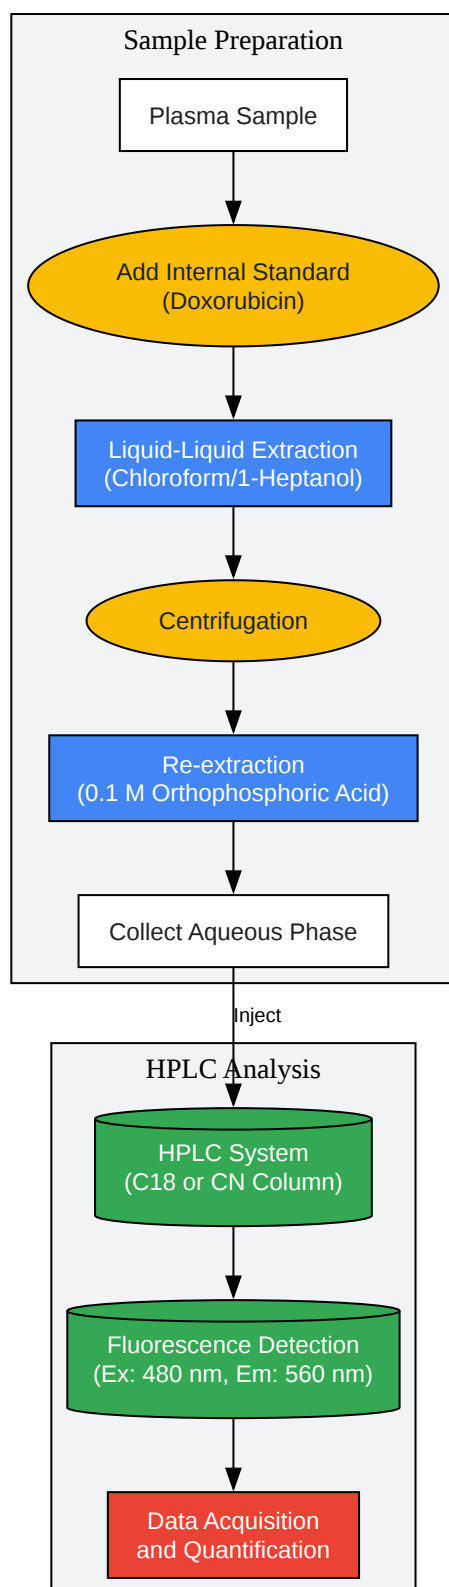 Sample Preparation
Plasma Sample
Add Internal Standard
(Doxorubicin)
Liquid-Liquid Extraction
(Chloroform/1-Heptanol)
Centrifugation
Re-extraction
(0.1 M Orthophosphoric Acid)
Collect Aqueous Phase
Inject
HPLC Analysis
HPLC System
(C18 or CN Column)
Fluorescence Detection
(Ex: 480 nm, Em: 560 nm)
Data Acquisition
and Quantification